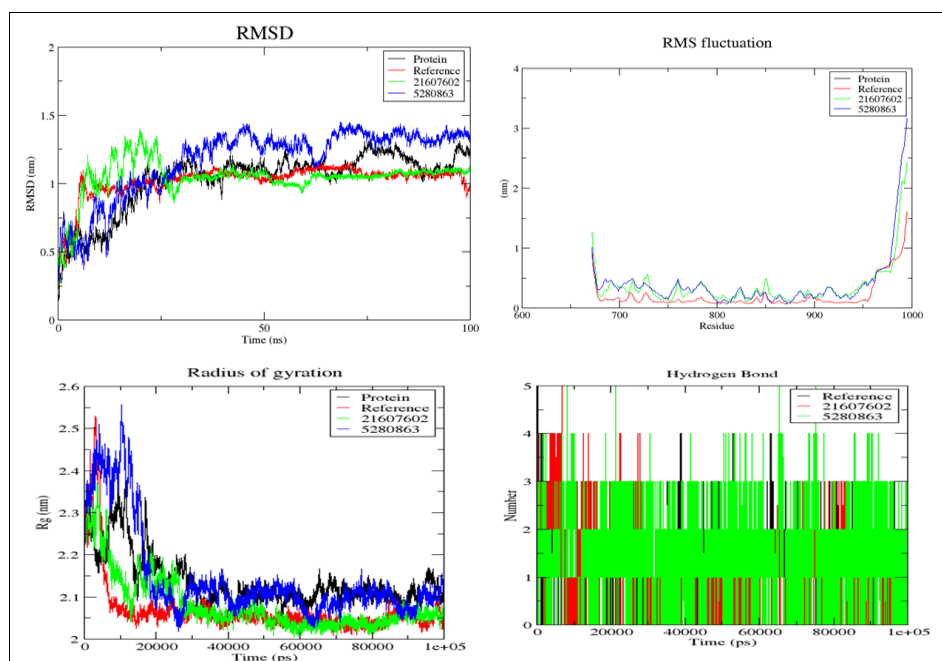 RMSD
2
1.5
1
0.5
0
RMSD (nm)
Protein
Reference
21607602
5280863
0
50
100
Time (ns)
RMS fluctuation
4
3
2
1
0
(nm)
Protein
Reference
21607602
5280863
600
700
800
900
1000
Residue
Radius of gyration
2.6
2.5
2.4
2.3
2.2
2.1
2
Rg (nm)
Protein
Reference
21607602
5280863
0
20000
40000
60000
80000
1e+05
Time (ps)
Hydrogen Bond
5
4
3
2
1
0
Number
Reference
21607602
5280863
0
20000
40000
60000
80000
1e+05
Time (ps)